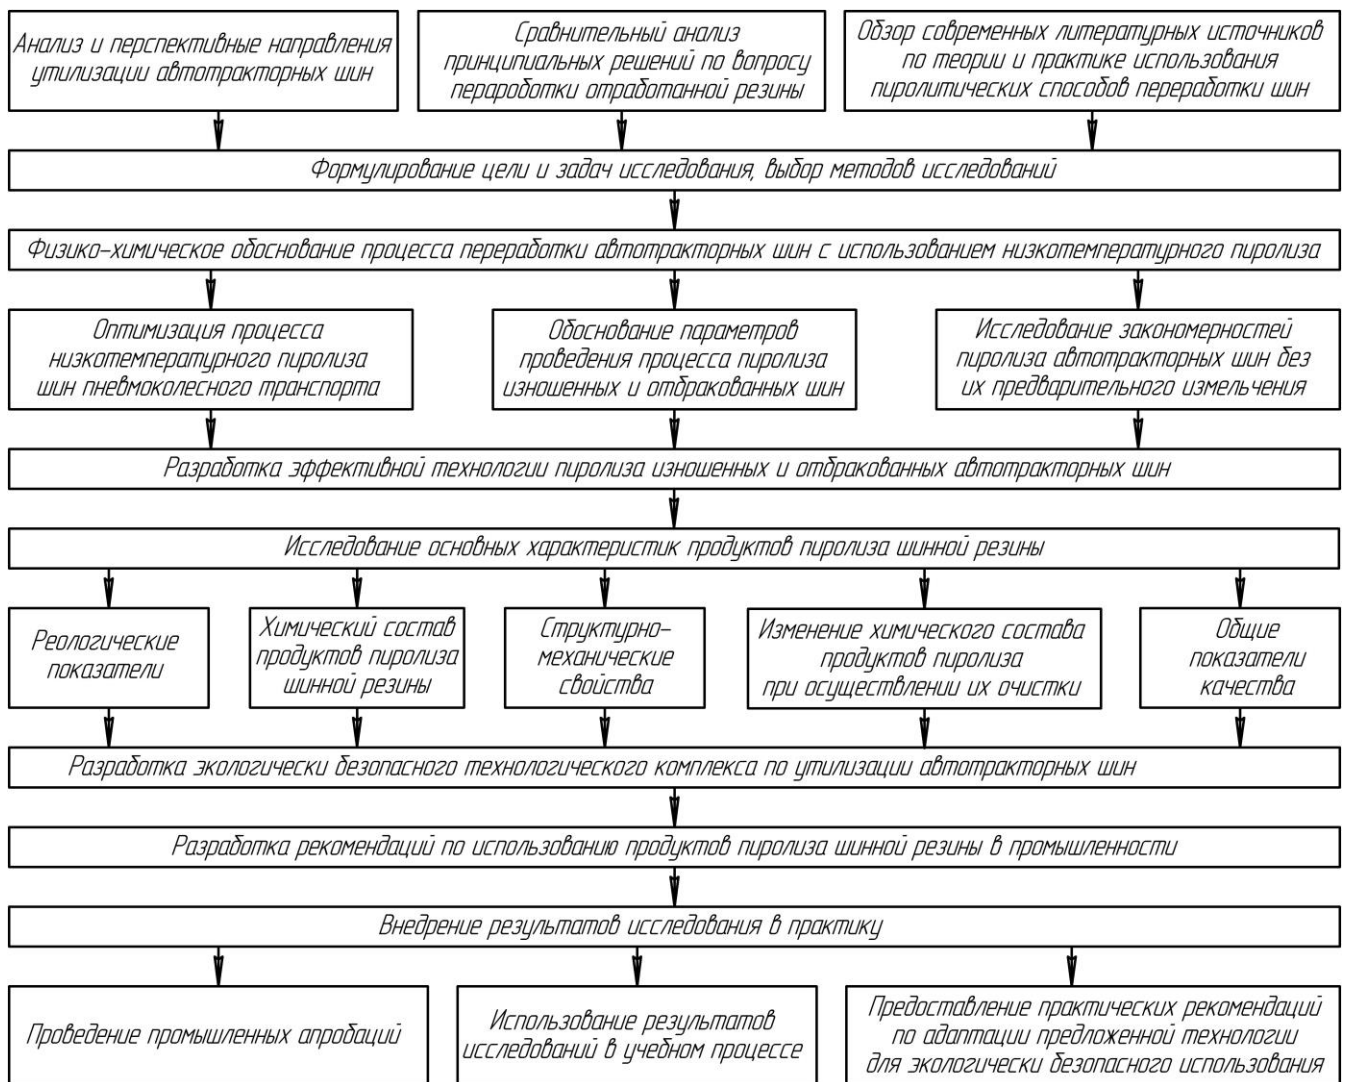 Анализ и перспективные направления
утилизации автотракторных шин
Сравнительный анализ
принципиальных решений по вопросу
перароботки отработанной резины
Обзор современных литературных источников
по теории и практике использования
пиролитических способов переработки шин
Формулирование цели и задач исследования, выбор методов исследований
Физико-химическое обоснование процесса переработки автотракторных шин с использованием низкотемпературного пиролиза
Оптимизация процесса
низкотемпературного пиролиза
шин пневмоколесного транспорта
Обоснование параметров
проведения процесса пиролиза
изношенных и отбракованных шин
Исследование закономерностей
пиролиза автотракторных шин без
их предварительного измельчения
Разработка эффективной технологии пиролиза изношенных и отбракованных автотракторных шин
Исследование основных характеристик продуктов пиролиза шинной резины
Реологические
показатели
Химический состав
продуктов пиролиза
шинной резины
Структурно-
механические
свойства
Изменение химического состава
продуктов пиролиза
при осуществлении их очистки
Общие
показатели
качества
Разработка экологически безопасного технологического комплекса по утилизации автотракторных шин
Разработка рекомендаций по использованию продуктов пиролиза шинной резины в промышленности
Внедрение результатов исследования в практику
Проведение промышленных апробаций
Использование результатов
исследований в учебном процессе
Предоставление практических рекомендаций
по адаптации предложенной технологии
для экологически безопасного использования